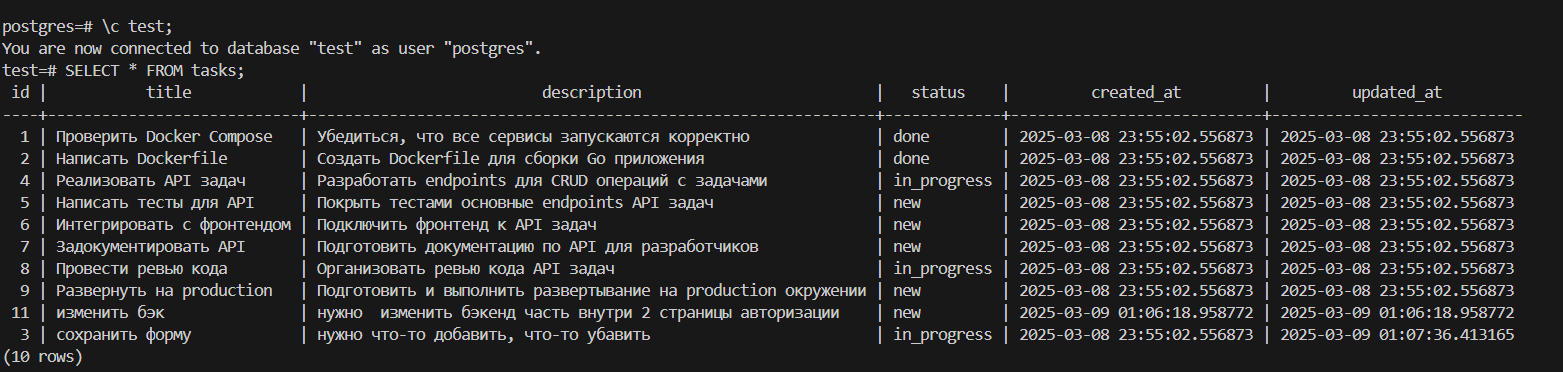 postgres=# \c test;
You are now connected to database "test" as user "postgres".
test=# SELECT * FROM tasks;
 id |          title           |                          description                          |   status    |         created_at         |         updated_at
----+--------------------------+---------------------------------------------------------------+-------------+----------------------------+----------------------------
  1 | Проверить Docker Compose | Убедиться, что все сервисы запускаются корректно              | done        | 2025-03-08 23:55:02.556873 | 2025-03-08 23:55:02.556873
  2 | Написать Dockerfile      | Создать Dockerfile для сборки Go приложения                   | done        | 2025-03-08 23:55:02.556873 | 2025-03-08 23:55:02.556873
  4 | Реализовать API задач    | Разработать endpoints для CRUD операций с задачами            | in_progress | 2025-03-08 23:55:02.556873 | 2025-03-08 23:55:02.556873
  5 | Написать тесты для API   | Покрыть тестами основные endpoints API задач                  | new         | 2025-03-08 23:55:02.556873 | 2025-03-08 23:55:02.556873
  6 | Интегрировать с фронтендом | Подключить фронтенд к API задач                               | new         | 2025-03-08 23:55:02.556873 | 2025-03-08 23:55:02.556873
  7 | Задокументировать API    | Подготовить документацию по API для разработчиков             | new         | 2025-03-08 23:55:02.556873 | 2025-03-08 23:55:02.556873
  8 | Провести ревью кода      | Организовать ревью кода API задач                             | in_progress | 2025-03-08 23:55:02.556873 | 2025-03-08 23:55:02.556873
  9 | Развернуть на production | Подготовить и выполнить развертывание на production окружении | new         | 2025-03-08 23:55:02.556873 | 2025-03-08 23:55:02.556873
 11 | изменить бэк             | нужно  изменить бэкенд часть внутри 2 страницы авторизации    | new         | 2025-03-09 01:06:18.958772 | 2025-03-09 01:06:18.958772
  3 | сохранить форму          | нужно что-то добавить, что-то убавить                         | in_progress | 2025-03-08 23:55:02.556873 | 2025-03-09 01:07:36.413165
(10 rows)